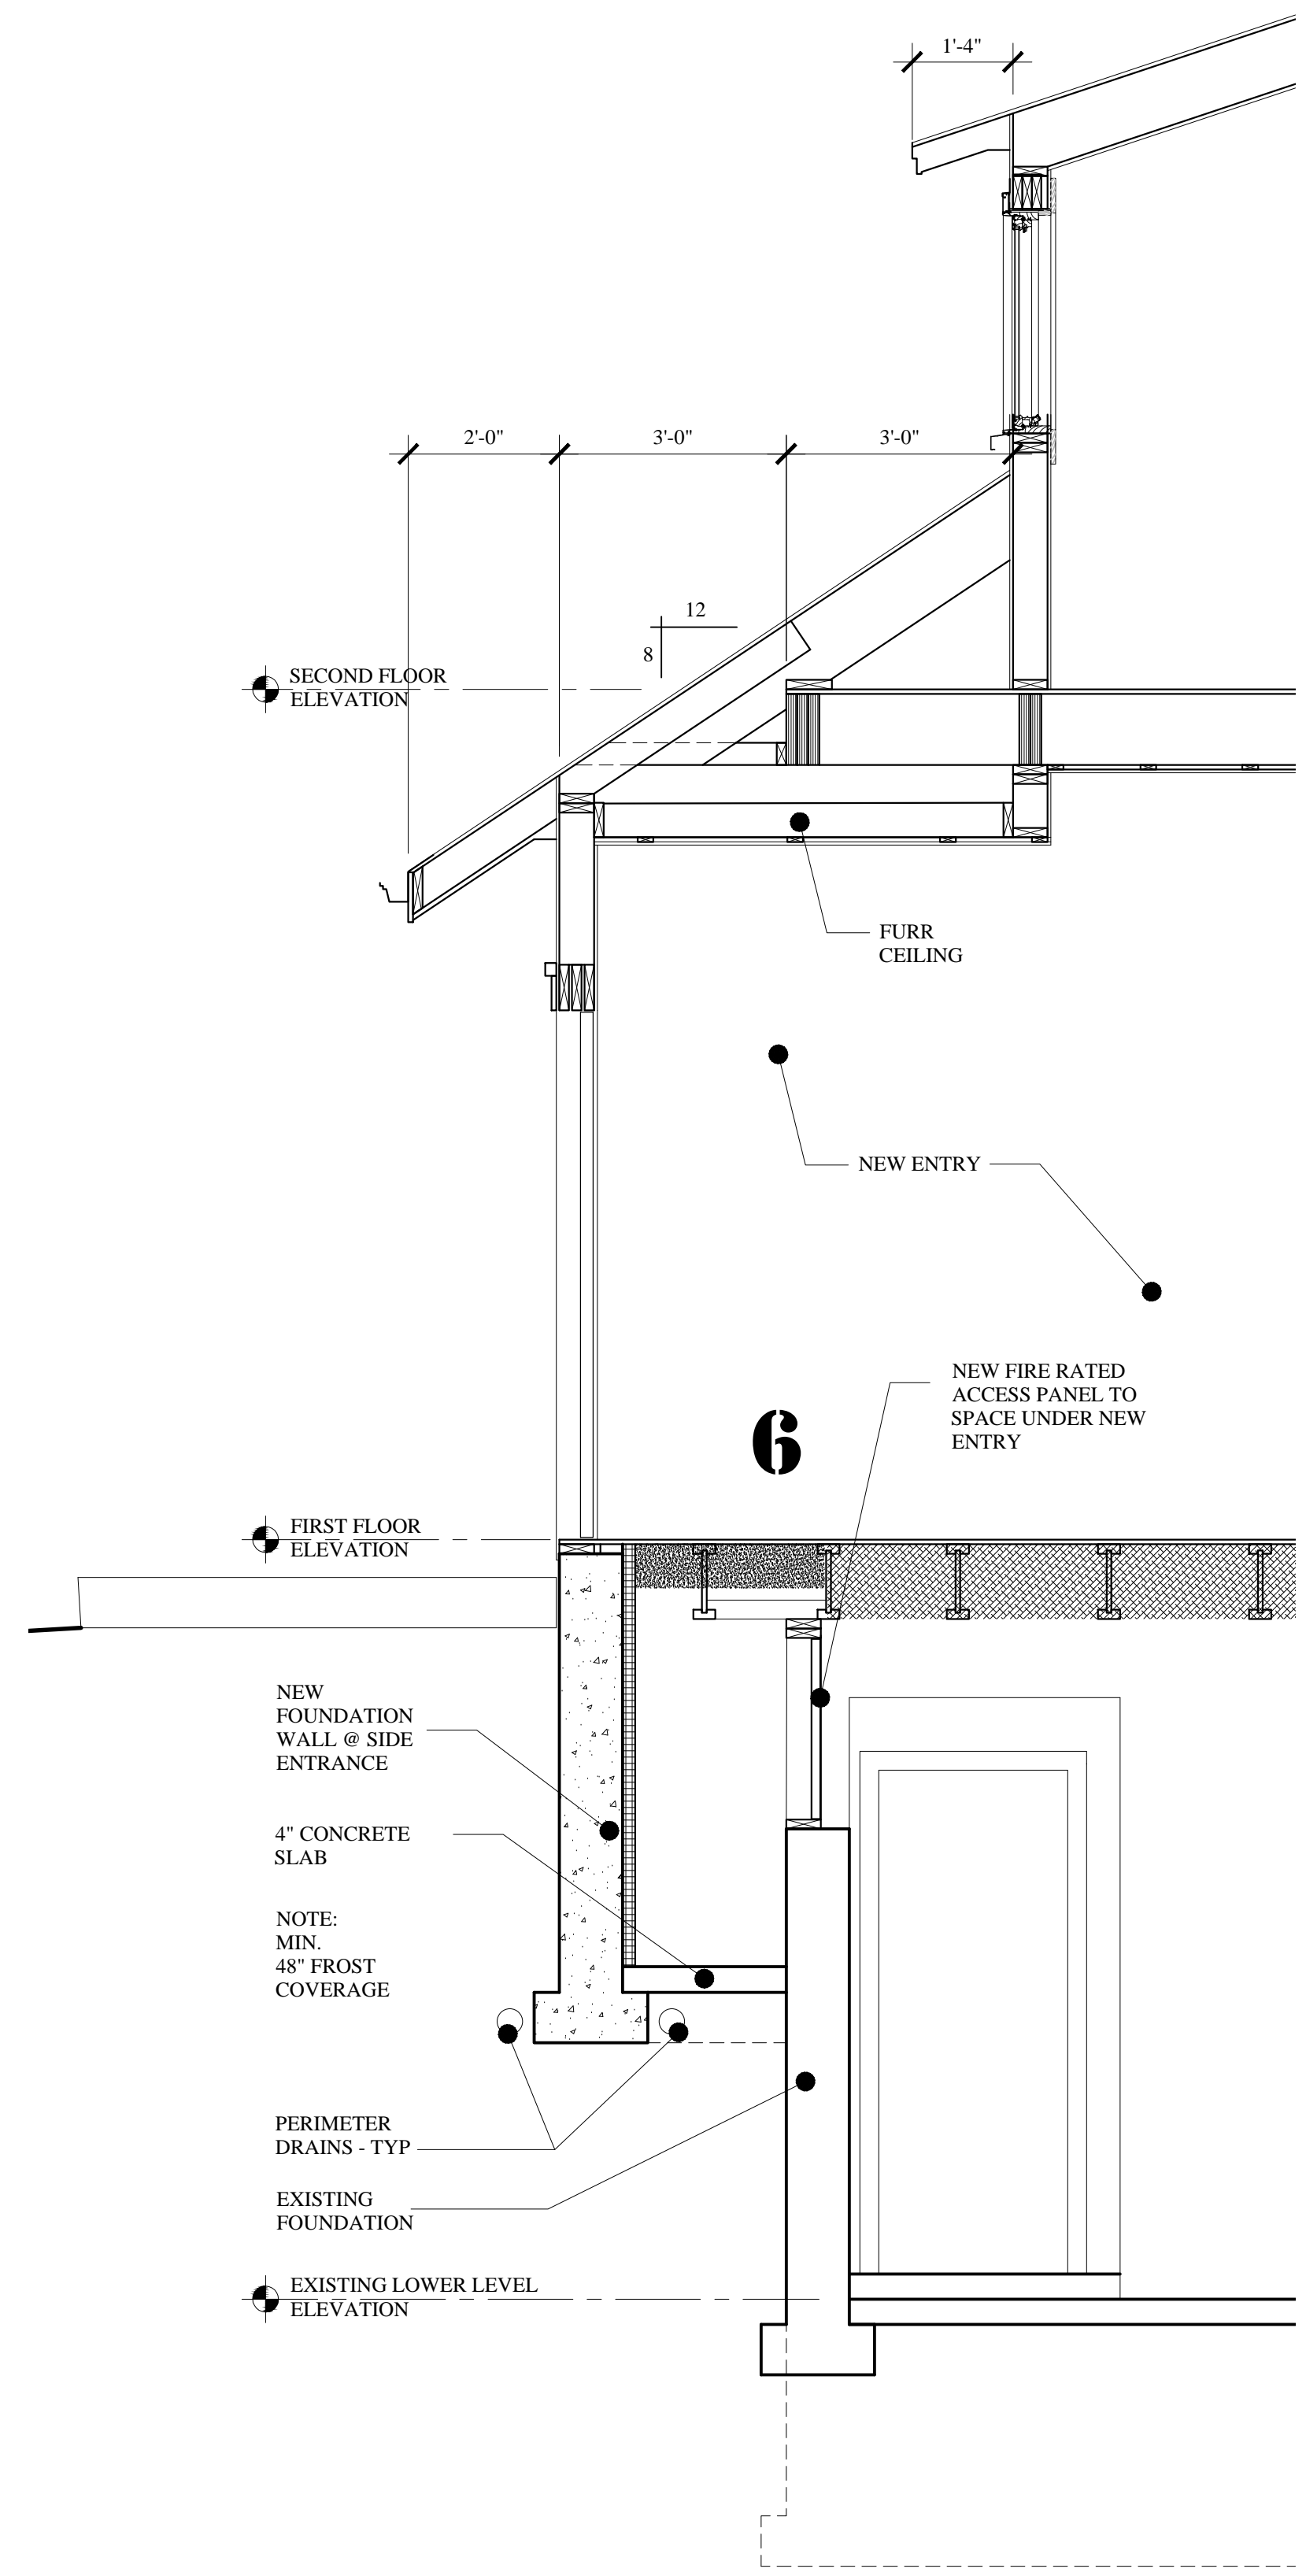 1'-4"
2'-0"
3'-0"
3'-0"
12
8
SECOND FLOOR
ELEVATION
FURR
CEILING
NEW ENTRY
NEW FIRE RATED
ACCESS PANEL TO
SPACE UNDER NEW
ENTRY
6
FIRST FLOOR
ELEVATION
NEW
FOUNDATION
WALL @ SIDE
ENTRANCE
4" CONCRETE
SLAB
NOTE:
MIN.
48" FROST
COVERAGE
PERIMETER
DRAINS - TYP
EXISTING
FOUNDATION
EXISTING LOWER LEVEL
ELEVATION